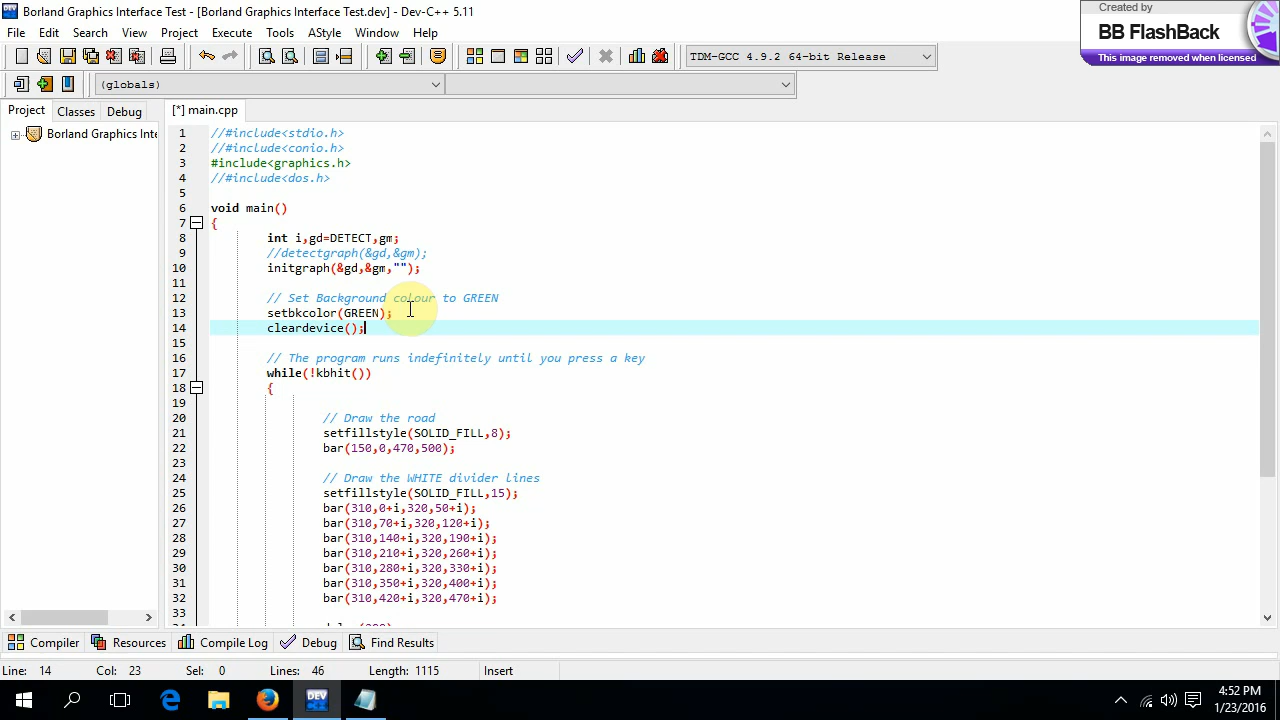 Borland Graphics Interface Test - [Borland Graphics Interface Test.dev] - Dev-C++ 5.11
Created by
BB FlashBack
This image removed when licensed
File Edit Search View Project Execute Tools AStyle Window Help
TDM-GCC 4.9.2 64-bit Release
(globals)
Project Classes Debug
[*] main.cpp
Borland Graphics Inte
1 //#include<stdio.h>
2 //#include<conio.h>
3 #include<graphics.h>
4 //#include<dos.h>
5
6 void main()
7 {
8 int i,gd=DETECT,gm;
9 //detectgraph(&gd,&gm);
10 initgraph(&gd,&gm,"");
11
12 // Set Background colour to GREEN
13 setbkcolor(GREEN);
14 cleardevice();
15
16 // The program runs indefinitely until you press a key
17 while(!kbhit())
18 {
19
20 // Draw the road
21 setfillstyle(SOLID_FILL,8);
22 bar(150,0,470,500);
23
24 // Draw the WHITE divider lines
25 setfillstyle(SOLID_FILL,15);
26 bar(310,0+i,320,50+i);
27 bar(310,70+i,320,120+i);
28 bar(310,140+i,320,190+i);
29 bar(310,210+i,320,260+i);
30 bar(310,280+i,320,330+i);
31 bar(310,350+i,320,400+i);
32 bar(310,420+i,320,470+i);
33
Compiler Resources Compile Log Debug Find Results
Line: 14 Col: 23 Sel: 0 Lines: 46 Length: 1115 Insert
DEV
4:52 PM
1/23/2016